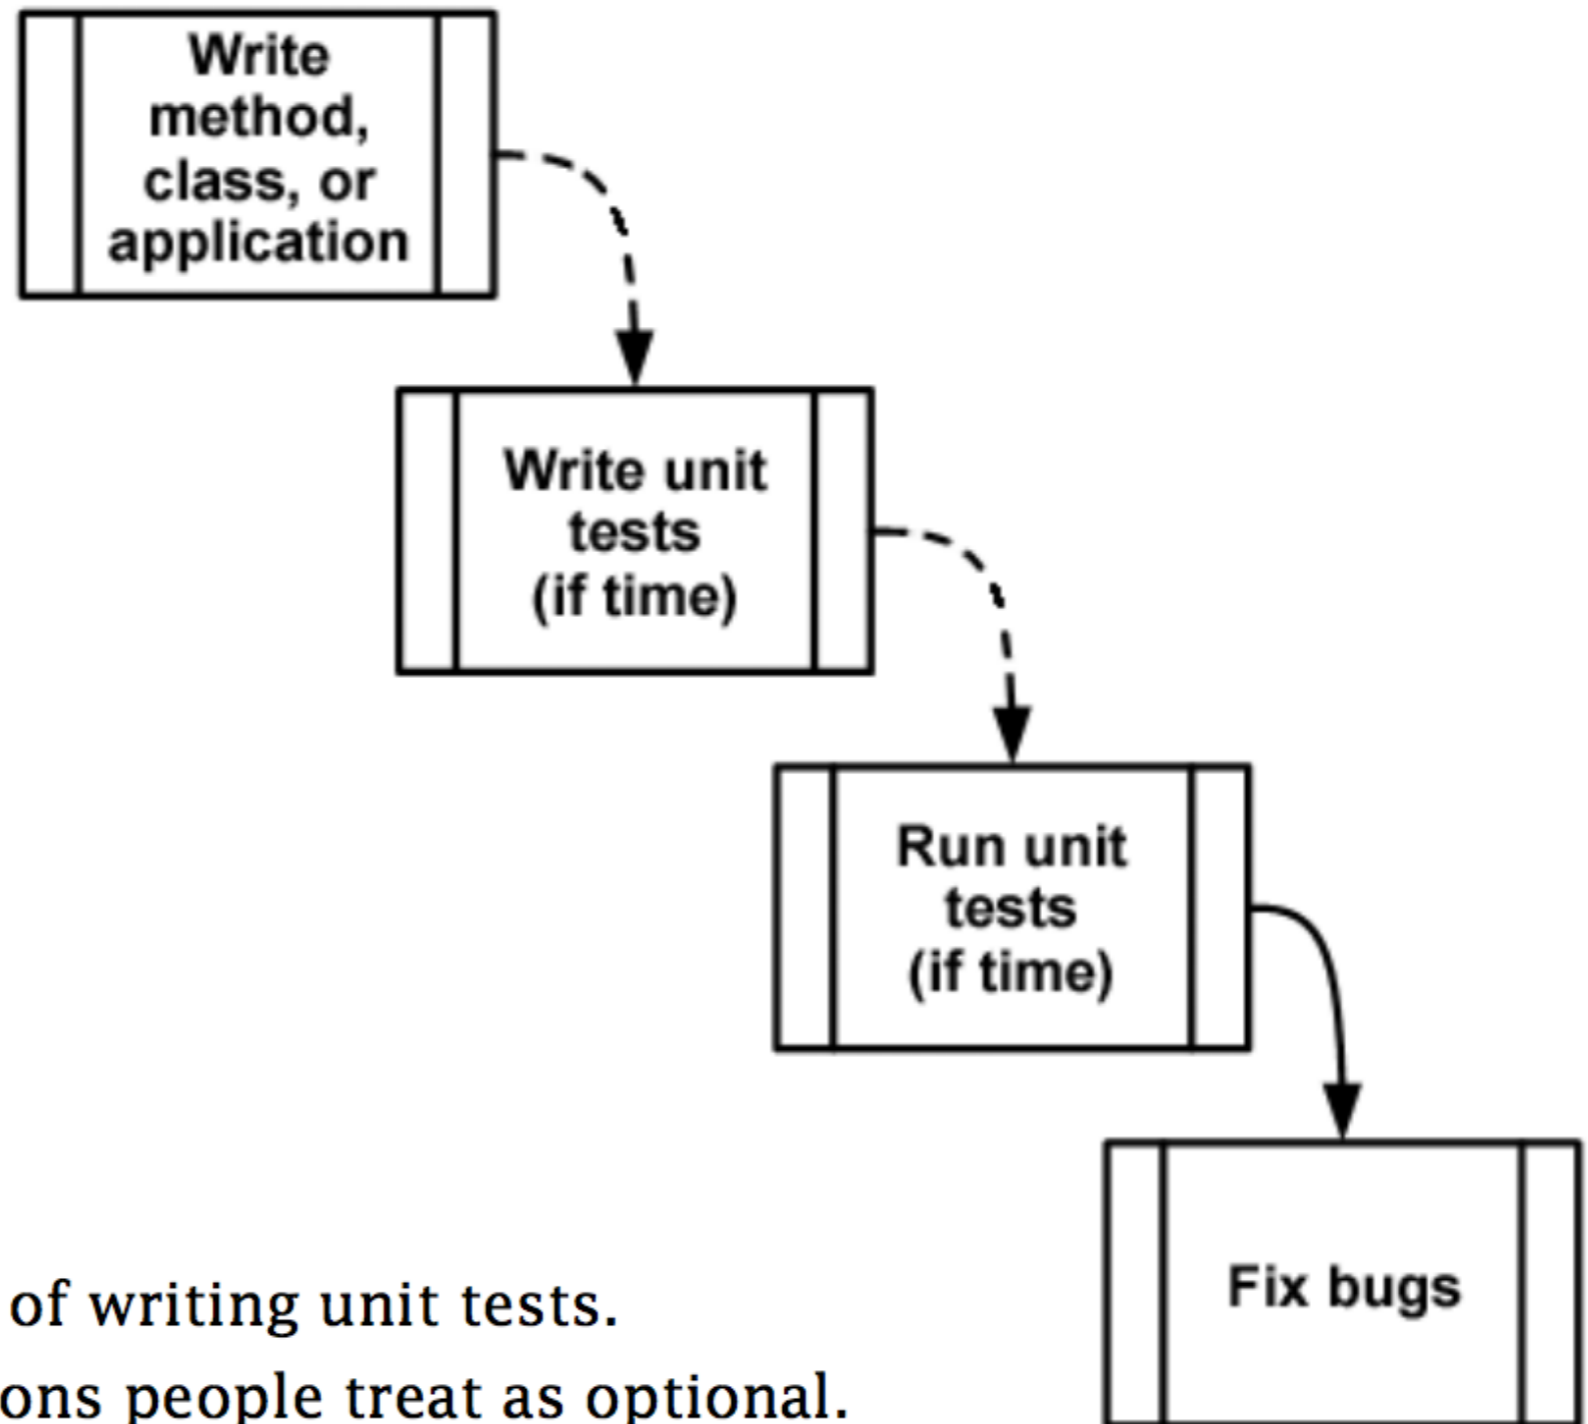 Write
method,
class, or
application
Write unit
tests
(if time)
Run unit
tests
(if time)
Fix bugs
of writing unit tests.
ons people treat as optional.